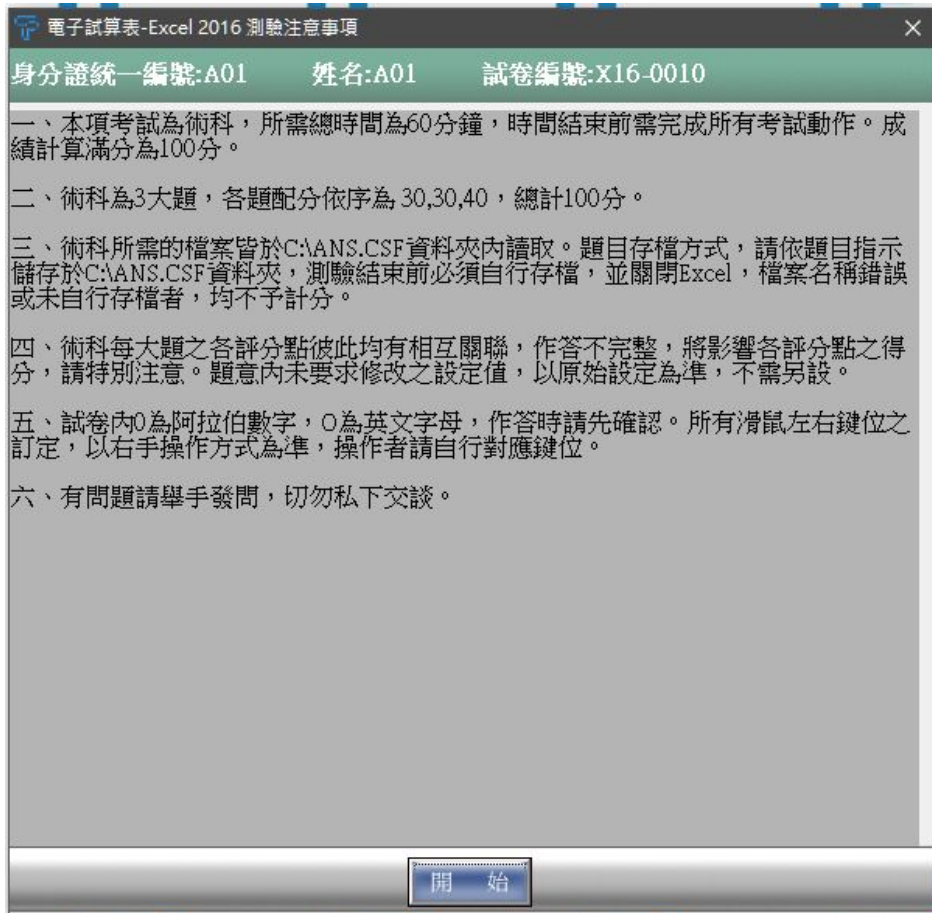 電子試算表-Excel 2016 測驗注意事項
身分證統一編號:A01 姓名:A01 試卷編號:X16-0010
一、本項考試為術科，所需總時間為60分鐘，時間結束前需完成所有考試動作。成
績計算滿分為100分。
二、術科為3大題，各題配分依序為 30,30,40，總計100分。
三、術科所需的檔案皆於C:\ANS.CSF資料夾內讀取。題目存檔方式，請依題目指示
儲存於C:\ANS.CSF資料夾，測驗結束前必須自行存檔，並關閉Excel，檔案名稱錯誤
或未自行存檔者，均不予計分。
四、術科每大題之各評分點彼此均有相互關聯，作答不完整，將影響各評分點之得
分，請特別注意。題意內未要求修改之設定值，以原始設定為準，不需另設。
五、試卷內0為阿拉伯數字，O為英文字母，作答時請先確認。所有滑鼠左右鍵位之
訂定，以右手操作方式為準，操作者請自行對應鍵位。
六、有問題請舉手發問，切勿私下交談。
開 始